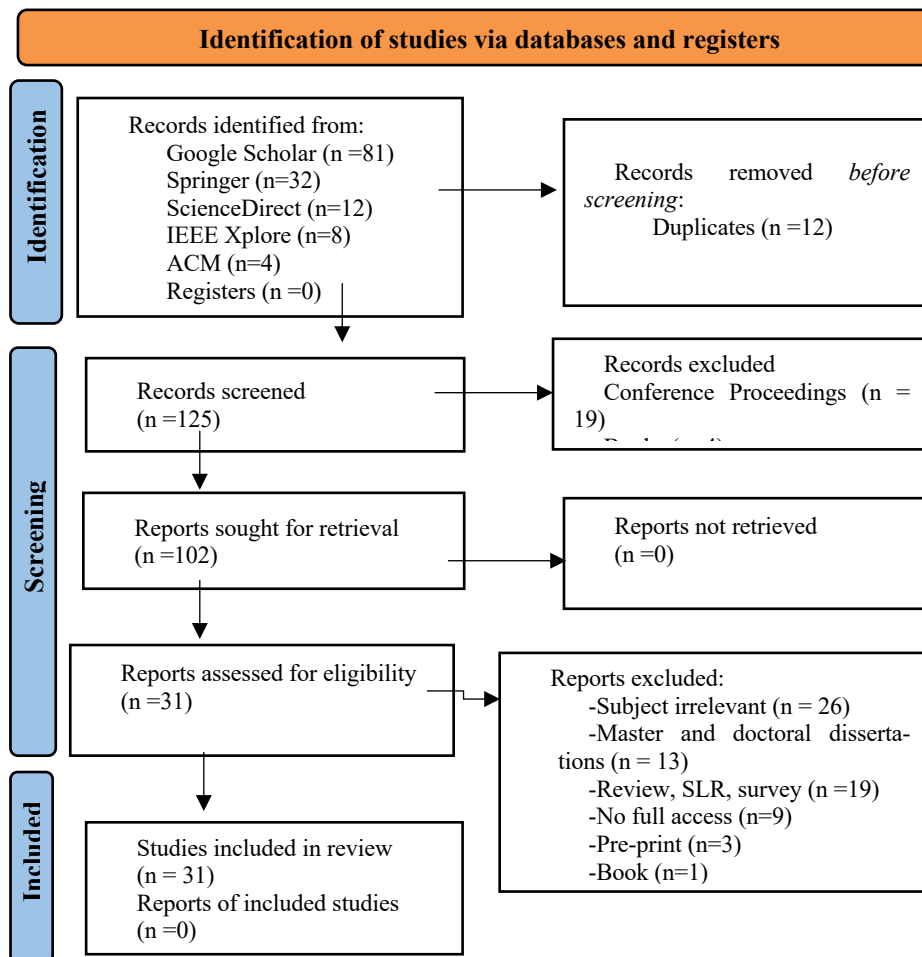 Identification of studies via databases and registers
Identification
Records identified from:
Google Scholar (n =81)
Springer (n=32)
ScienceDirect (n=12)
IEEE Xplore (n=8)
ACM (n=4)
Registers (n =0)
Records removed before
screening:
Duplicates (n =12)
Screening
Records screened
(n =125)
Records excluded
Conference Proceedings (n =
19)
Reports sought for retrieval
(n =102)
Reports not retrieved
(n =0)
Reports assessed for eligibility
(n =31)
Reports excluded:
-Subject irrelevant (n = 26)
-Master and doctoral disserta-
tions (n = 13)
-Review, SLR, survey (n =19)
-No full access (n=9)
-Pre-print (n=3)
-Book (n=1)
Included
Studies included in review
(n = 31)
Reports of included studies
(n =0)